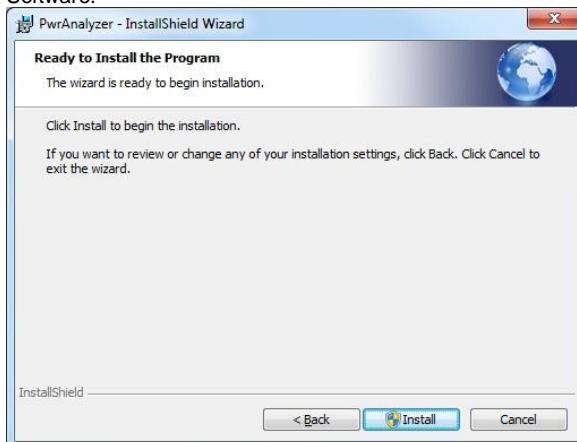 Software.
PwrAnalyzer - InstallShield Wizard
Ready to Install the Program
The wizard is ready to begin installation.
Click Install to begin the installation.
If you want to review or change any of your installation settings, click Back. Click Cancel to
exit the wizard.
InstallShield
< Back Install Cancel